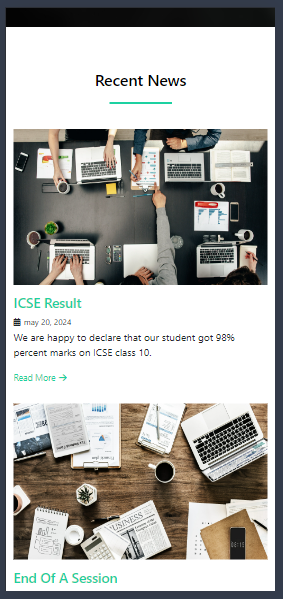 Recent News
ICSE Result
may 20, 2024
We are happy to declare that our student got 98%
percent marks on ICSE class 10.
Read More →
BUSINESS
End Of A Session